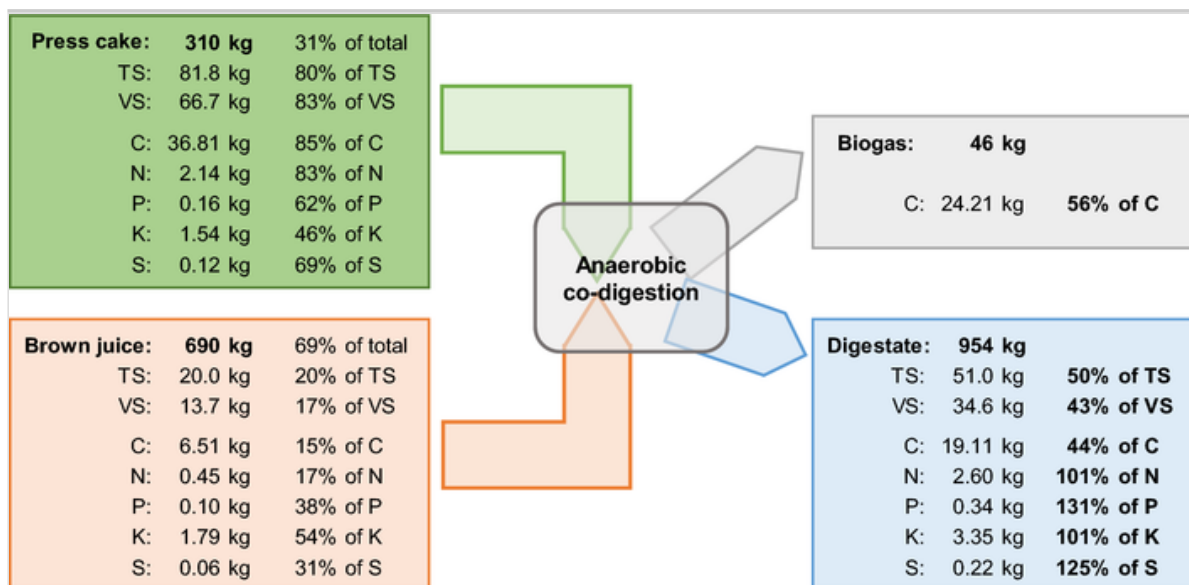 Press cake: 310 kg 31% of total
TS: 81.8 kg 80% of TS
VS: 66.7 kg 83% of VS
C: 36.81 kg 85% of C
N: 2.14 kg 83% of N
P: 0.16 kg 62% of P
K: 1.54 kg 46% of K
S: 0.12 kg 69% of S
Brown juice: 690 kg 69% of total
TS: 20.0 kg 20% of TS
VS: 13.7 kg 17% of VS
C: 6.51 kg 15% of C
N: 0.45 kg 17% of N
P: 0.10 kg 38% of P
K: 1.79 kg 54% of K
S: 0.06 kg 31% of S
Anaerobic
co-digestion
Biogas: 46 kg
C: 24.21 kg 56% of C
Digestate: 954 kg
TS: 51.0 kg 50% of TS
VS: 34.6 kg 43% of VS
C: 19.11 kg 44% of C
N: 2.60 kg 101% of N
P: 0.34 kg 131% of P
K: 3.35 kg 101% of K
S: 0.22 kg 125% of S